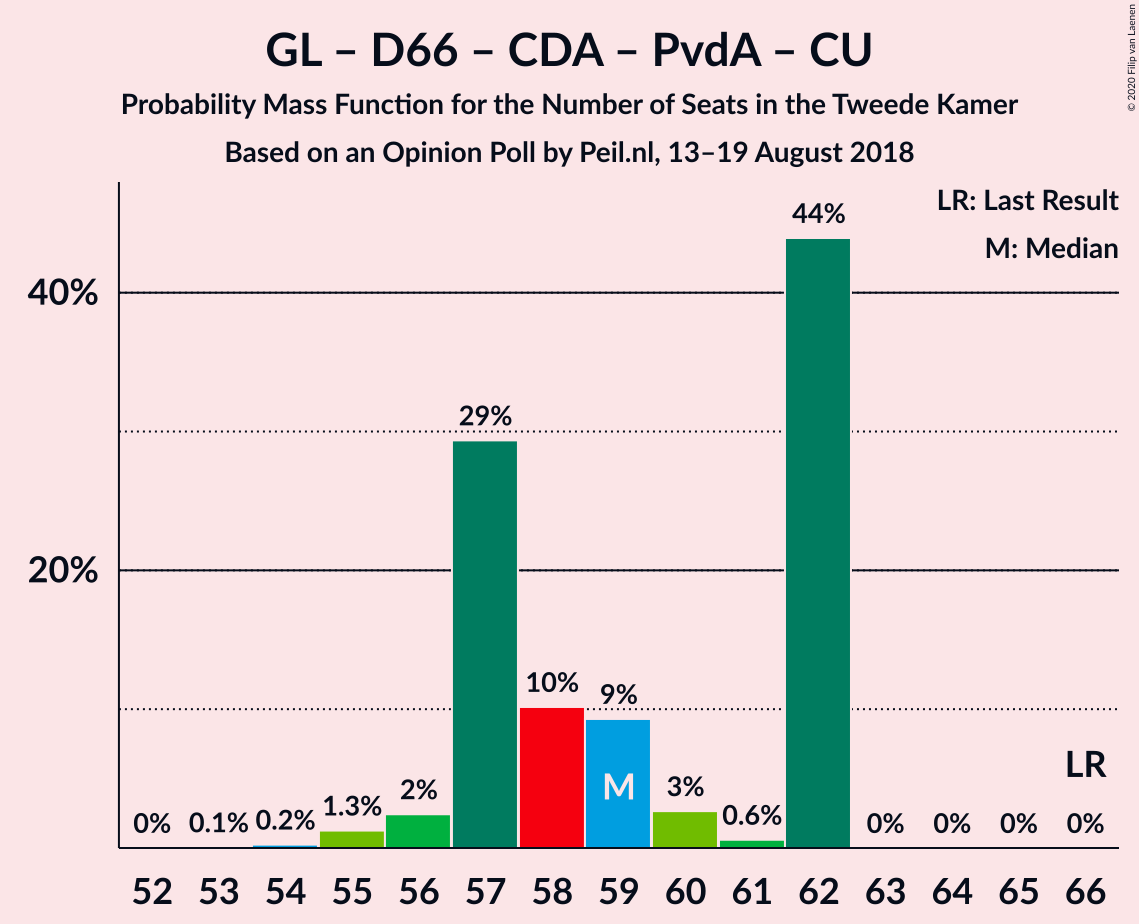 GL – D66 – CDA – PvdA – CU
Probability Mass Function for the Number of Seats in the Tweede Kamer
Based on an Opinion Poll by Peil.nl, 13–19 August 2018
© 2020 Filip van Laenen
LR: Last Result
M: Median
44%
40%
29%
20%
10%
9%
M
LR
0%
0.1%
0.2%
1.3%
2%
3%
0.6%
0%
0%
0%
0%
52 53 54 55 56 57 58 59 60 61 62 63 64 65 66